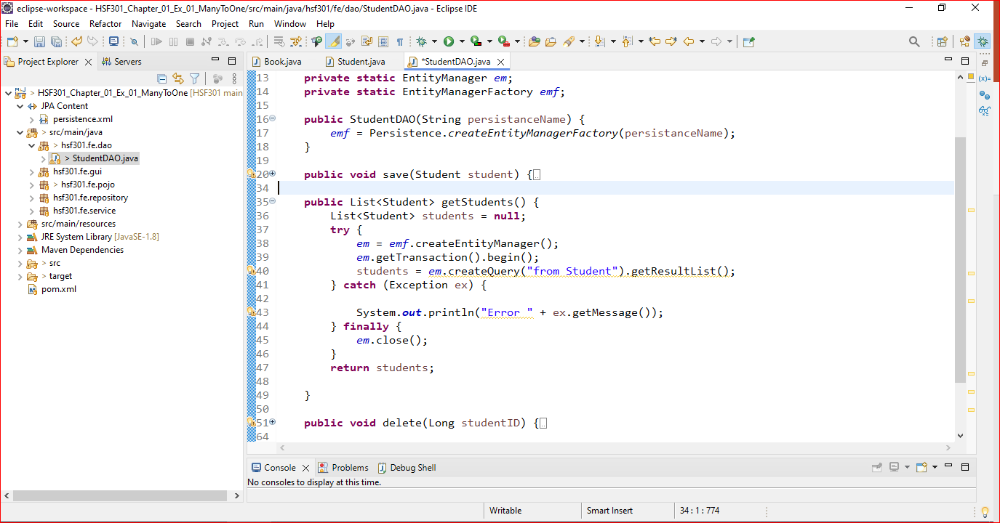 eclipse-workspace - HSF301_Chapter_01_Ex_01_ManyToOne/src/main/java/hsf301/fe/dao/StudentDAO.java - Eclipse IDE
File Edit Source Refactor Navigate Search Project Run Window Help
Project Explorer Servers
HSF301_Chapter_01_Ex_01_ManyToOne [HSF301 main
JPA Content
persistence.xml
> src/main/java
> hsf301.fe.dao
> StudentDAO.java
hsf301.fe.gui
> hsf301.fe.pojo
hsf301.fe.repository
hsf301.fe.service
src/main/resources
JRE System Library [JavaSE-1.8]
Maven Dependencies
> src
> target
pom.xml
Book.java Student.java *StudentDAO.java
13 private static EntityManager em;
14 private static EntityManagerFactory emf;
15
16 public StudentDAO(String persistanceName) {
17 emf = Persistence.createEntityManagerFactory(persistanceName);
18 }
19
20 public void save(Student student) {
34
35 public List<Student> getStudents() {
36 List<Student> students = null;
37 try {
38 em = emf.createEntityManager();
39 em.getTransaction().begin();
40 students = em.createQuery("from Student").getResultList();
41 } catch (Exception ex) {
42
43 System.out.println("Error " + ex.getMessage());
44 } finally {
45 em.close();
46 }
47 return students;
48
49 }
50
51 public void delete(Long studentID) {
64
Console Problems Debug Shell
No consoles to display at this time.
Writable Smart Insert 34 : 1 : 774